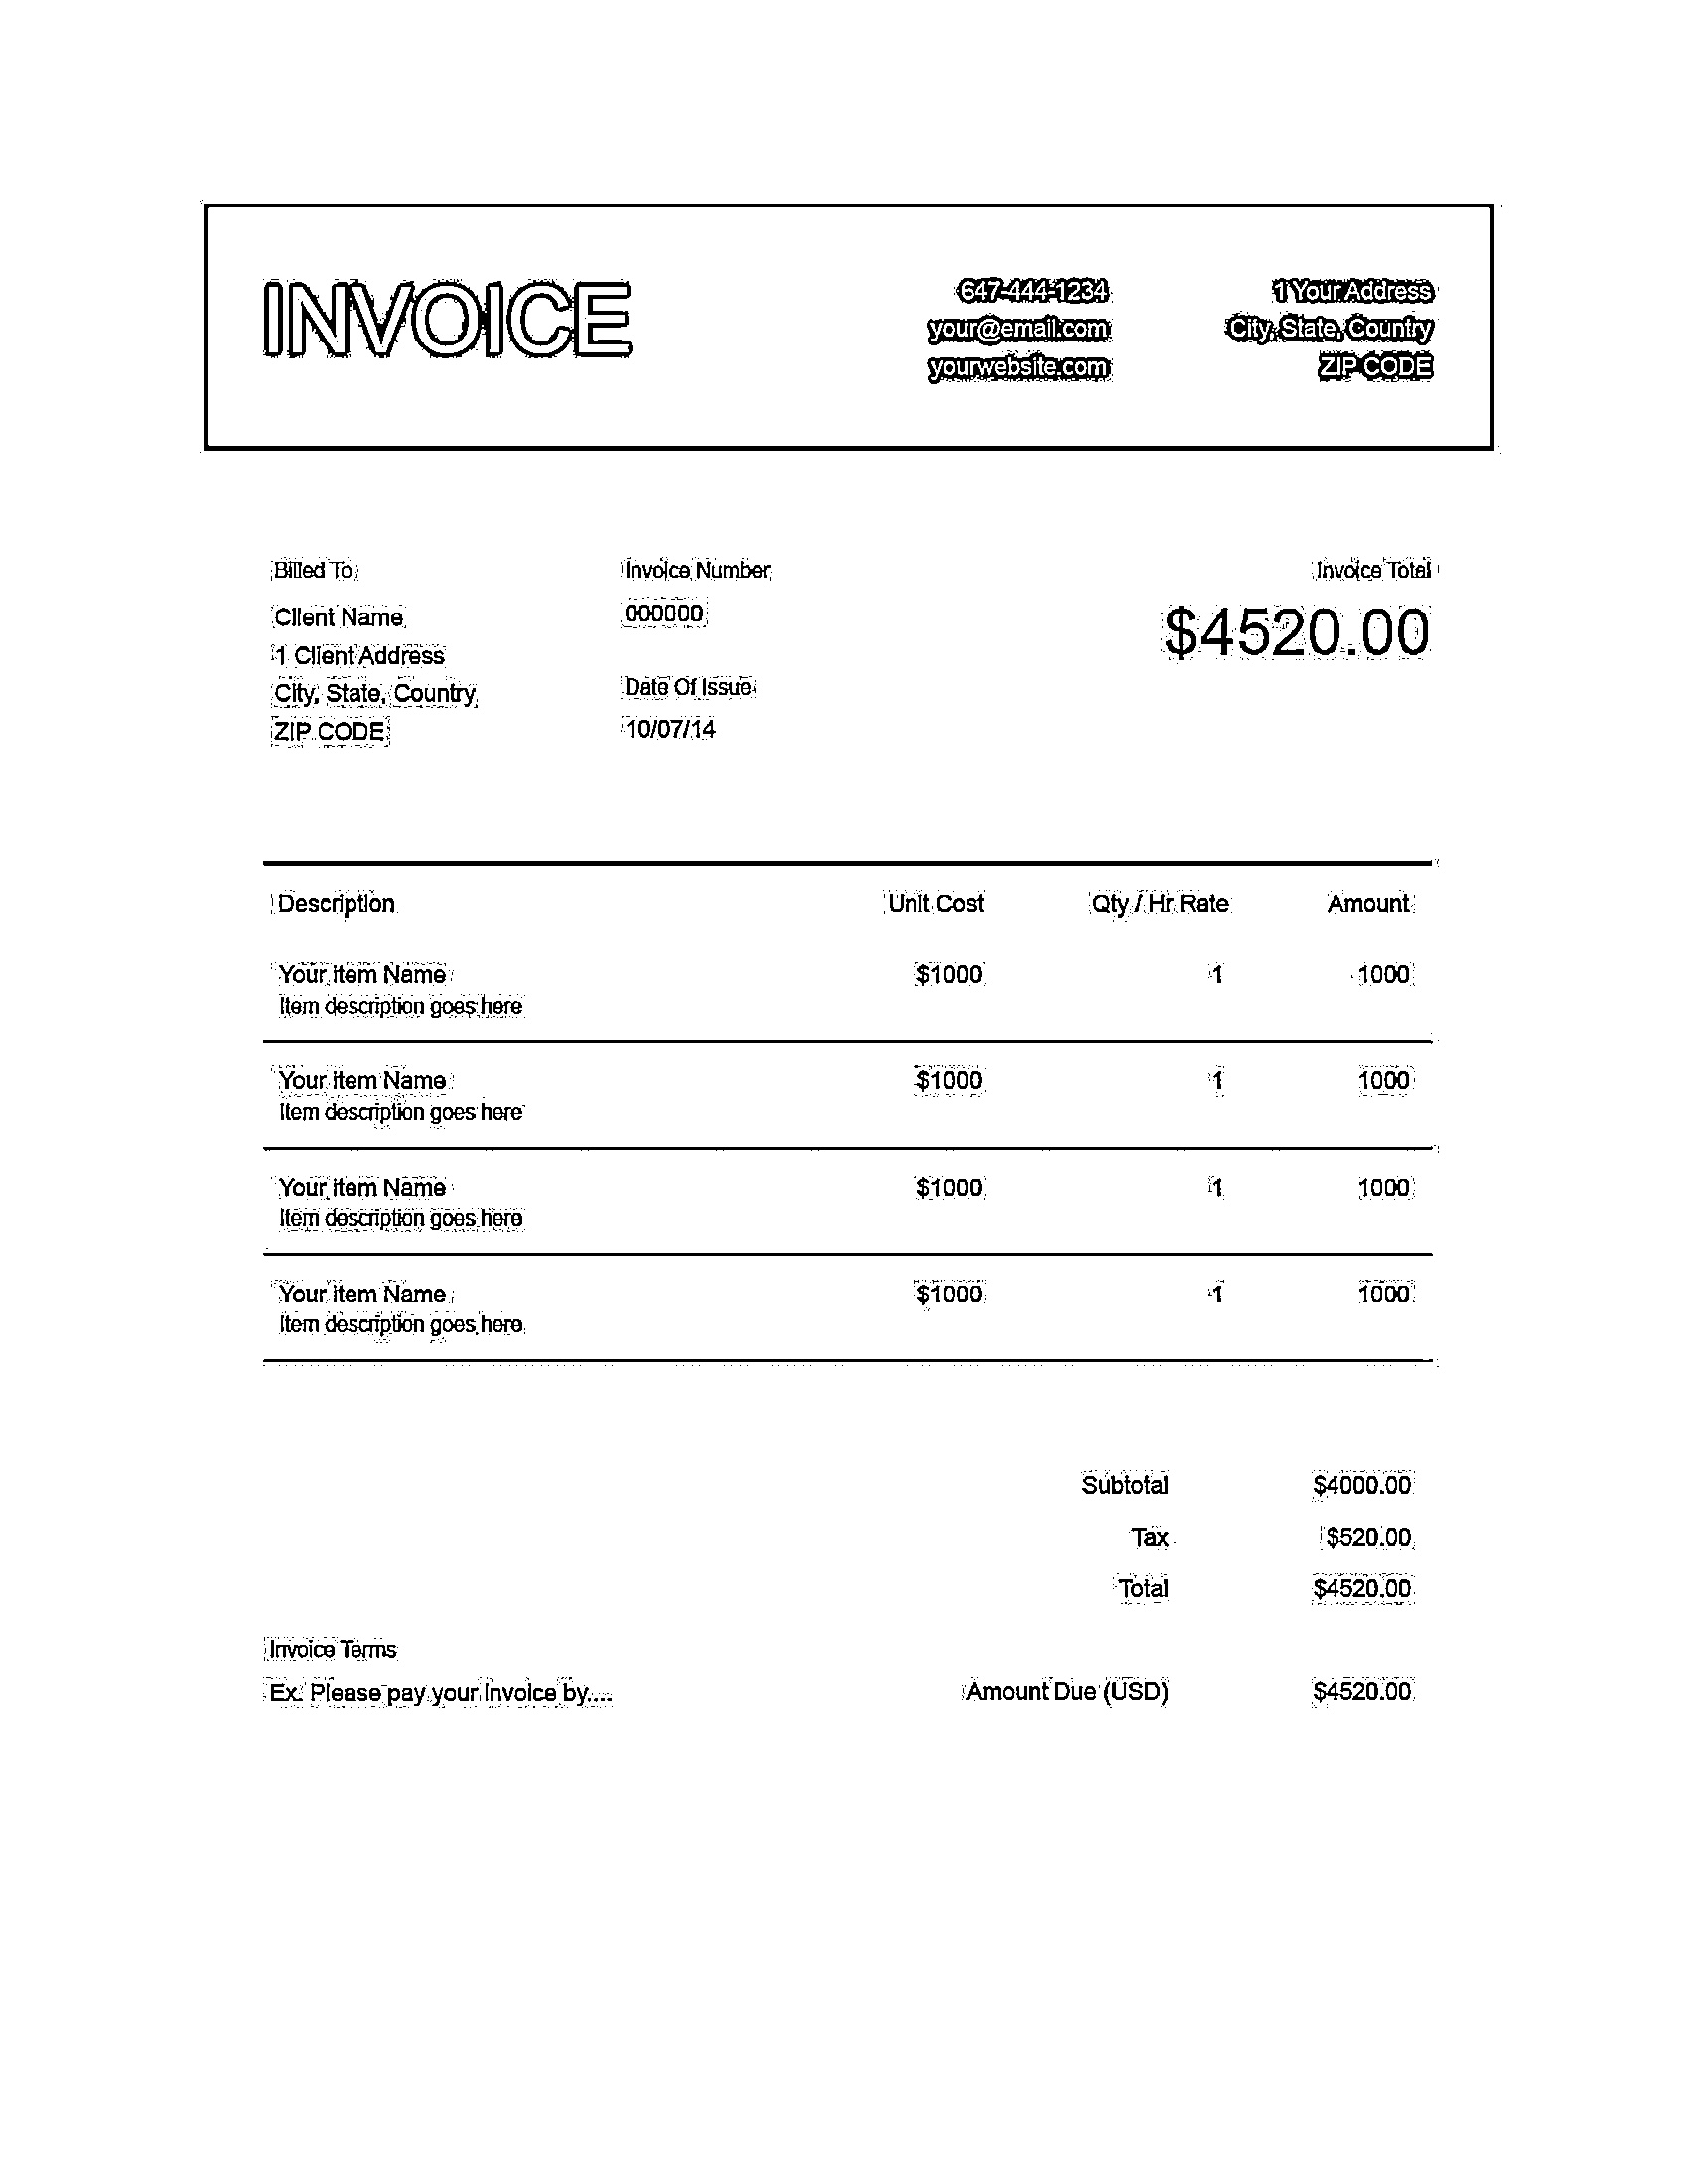 INVOICE
647-444-1234
your@email.com
yourwebsite.com
1 Your Address
City, State, Country
ZIP CODE
Billed To
Client Name
1 Client Address
City, State, Country
ZIP CODE
Invoice Number
000000
Date Of Issue
10/07/14
Invoice Total
$4520.00
Description Unit Cost Qty / Hr Rate Amount
Your item Name $1000 1 1000
Item description goes here
Your item Name $1000 1 1000
Item description goes here
Your item Name $1000 1 1000
Item description goes here
Your item Name $1000 1 1000
Item description goes here
Subtotal $4000.00
Tax $520.00
Total $4520.00
Invoice Terms
Ex. Please pay your invoice by.... Amount Due (USD) $4520.00